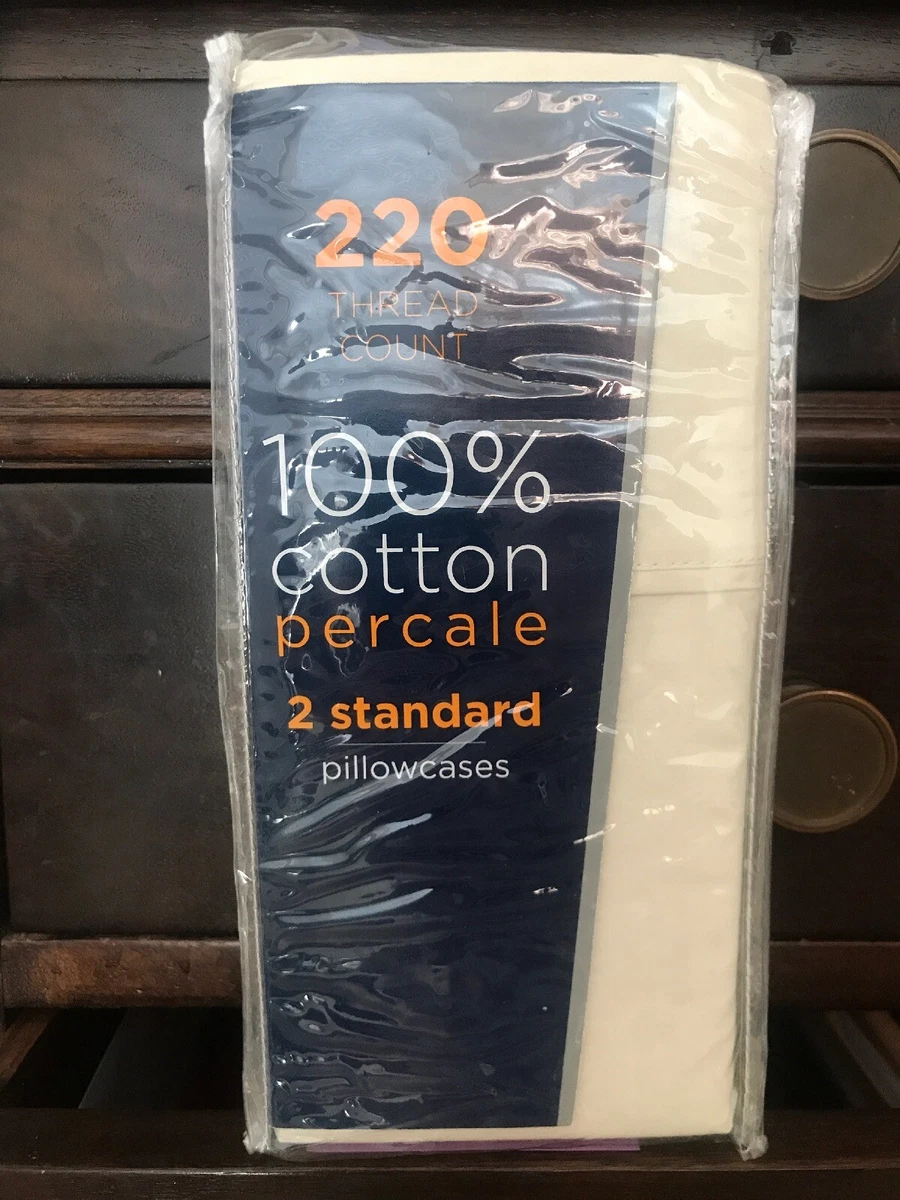 220
THREAD
COUNT
100%
cotton
percale
2 standard
pillowcases